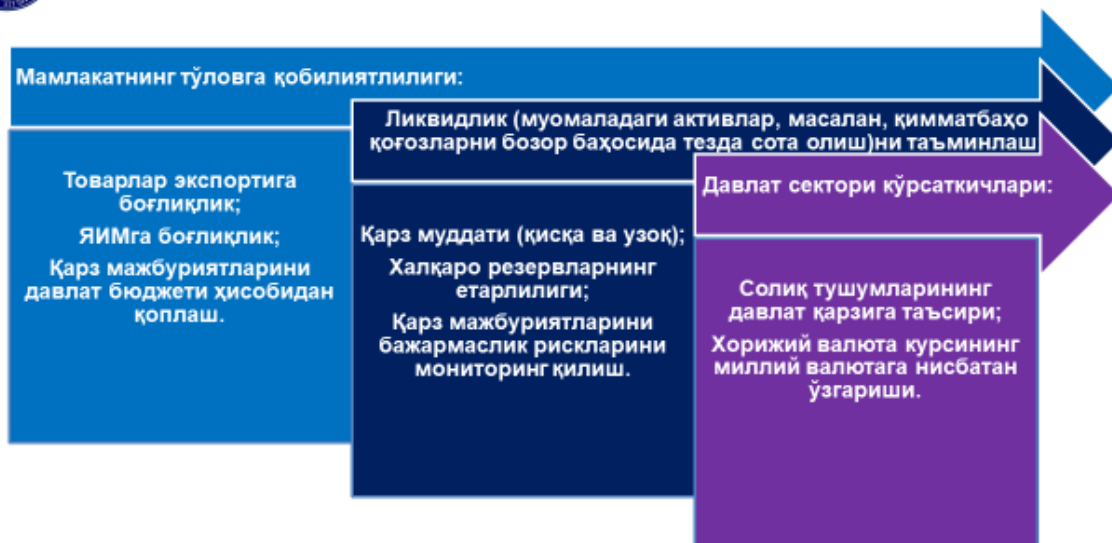 Мамлакатнинг тўловга қобилиятлилиги:
Товарлар экспортига
боғлиқлик;
ЯИМга боғлиқлик;
Қарз мажбуриятларини
давлат бюджети ҳисобидан
қоплаш.
Ликвидлик (муомаладаги активлар, масалан, қимматбаҳо
қоғозларни бозор баҳосида тезда сота олиш)ни таъминлаш
Қарз муддати (қисқа ва узоқ);
Халқаро резервларнинг
етарлилиги;
Қарз мажбуриятларини
бажармаслик рискларини
мониторинг қилиш.
Давлат сектори кўрсаткичлари:
Солиқ тушумларининг
давлат қарзига таъсири;
Хорижий валюта курсининг
миллий валютага нисбатан
ўзгариши.